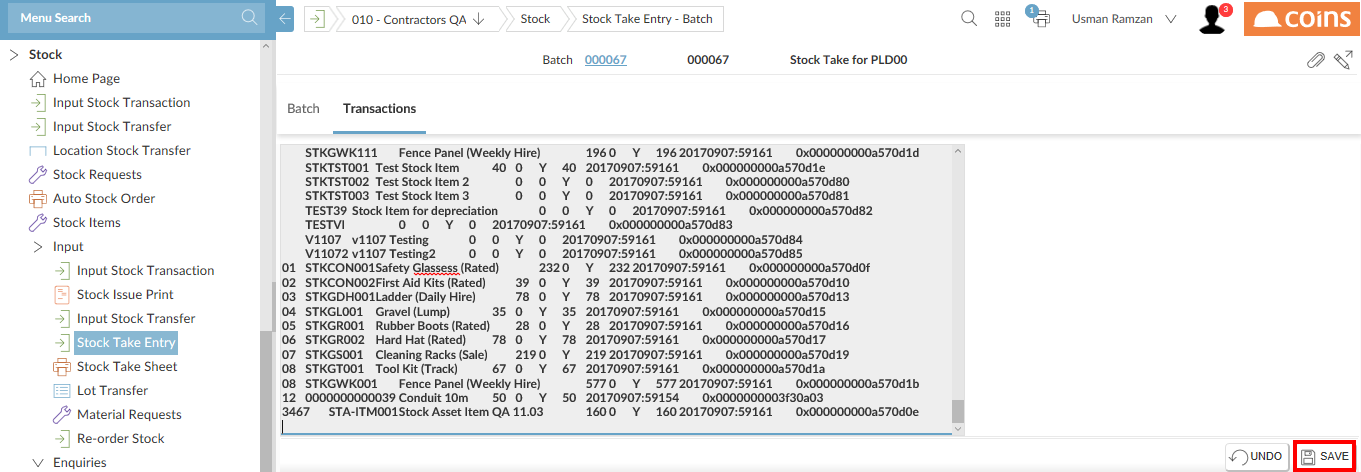 Menu Search
010 - Contractors QA
Stock
Stock Take Entry - Batch
1
Usman Ramzan
3
coins
Stock
Home Page
Input Stock Transaction
Input Stock Transfer
Location Stock Transfer
Stock Requests
Auto Stock Order
Stock Items
Input
Input Stock Transaction
Stock Issue Print
Input Stock Transfer
Stock Take Entry
Stock Take Sheet
Lot Transfer
Material Requests
Re-order Stock
Enquiries
Batch 000067 000067 Stock Take for PLD00
Batch Transactions
STKGWK111 Fence Panel (Weekly Hire) 196 0 Y 196 20170907:59161 0x000000000a570d1d
STKTST001 Test Stock Item 40 0 Y 40 20170907:59161 0x000000000a570d1e
STKTST002 Test Stock Item 2 0 0 Y 0 20170907:59161 0x000000000a570d80
STKTST003 Test Stock Item 3 0 0 Y 0 20170907:59161 0x000000000a570d81
TEST39 Stock Item for depreciation 0 0 Y 0 20170907:59161 0x000000000a570d82
TESTVI 0 0 Y 0 20170907:59161 0x000000000a570d83
V1107 v1107 Testing 0 0 Y 0 20170907:59161 0x000000000a570d84
V11072 v1107 Testing2 0 0 Y 0 20170907:59161 0x000000000a570d85
01 STKCON001Safety Glassess (Rated) 232 0 Y 232 20170907:59161 0x000000000a570d0f
02 STKCON002First Aid Kits (Rated) 39 0 Y 39 20170907:59161 0x000000000a570d10
03 STKGDH001Ladder (Daily Hire) 78 0 Y 78 20170907:59161 0x000000000a570d13
04 STKGL001 Gravel (Lump) 35 0 Y 35 20170907:59161 0x000000000a570d15
05 STKGR001 Rubber Boots (Rated) 28 0 Y 28 20170907:59161 0x000000000a570d16
06 STKGR002 Hard Hat (Rated) 78 0 Y 78 20170907:59161 0x000000000a570d17
07 STKGS001 Cleaning Racks (Sale) 219 0 Y 219 20170907:59161 0x000000000a570d19
08 STKGT001 Tool Kit (Track) 67 0 Y 67 20170907:59161 0x000000000a570d1a
08 STKGWK001 Fence Panel (Weekly Hire) 577 0 Y 577 20170907:59161 0x000000000a570d1b
12 0000000000039 Conduit 10m 50 0 Y 50 20170907:59154 0x0000000003f30a03
3467 STA-ITM001Stock Asset Item QA 11.03 160 0 Y 160 20170907:59161 0x000000000a570d0e
UNDO SAVE